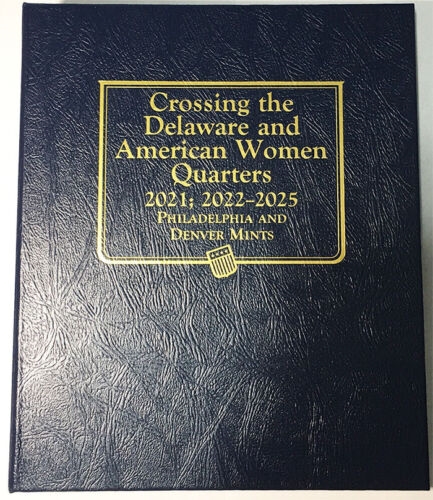 Crossing the
Delaware and
American Women
Quarters
2021; 2022–2025
Philadelphia and
Denver Mints